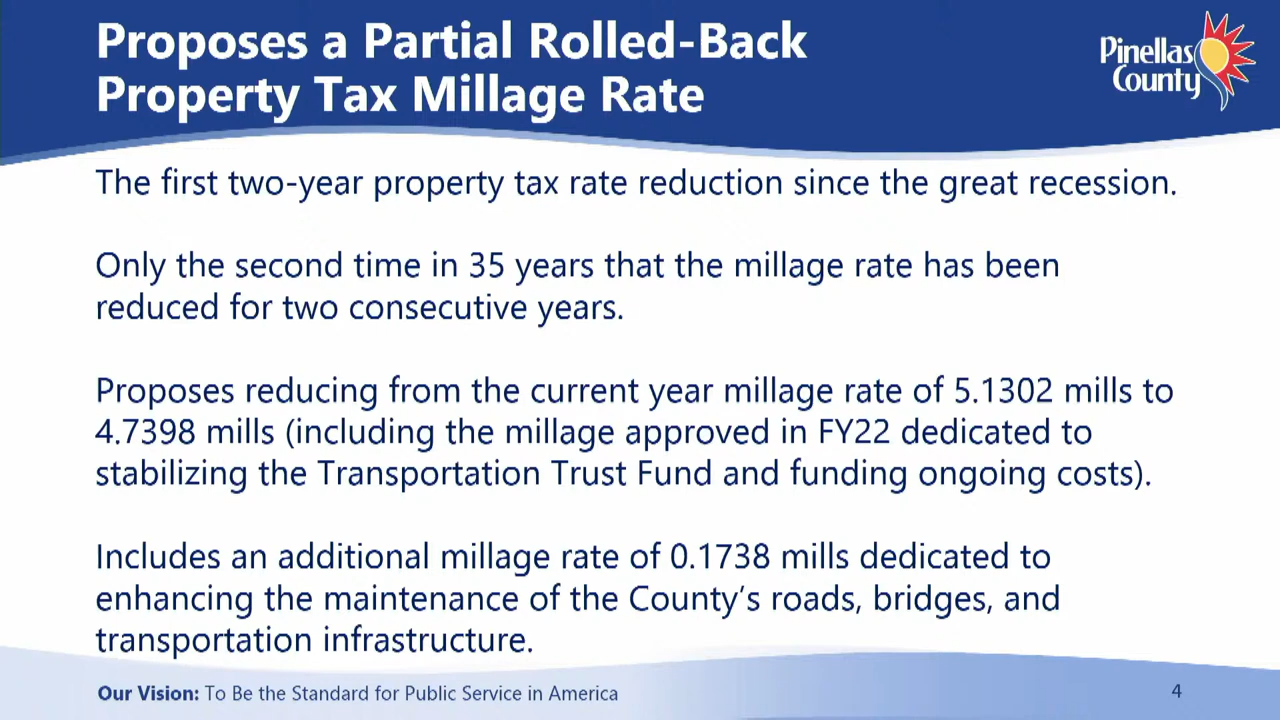 Proposes a Partial Rolled-Back
Property Tax Millage Rate
Pinellas
County
The first two-year property tax rate reduction since the great recession.
Only the second time in 35 years that the millage rate has been
reduced for two consecutive years.
Proposes reducing from the current year millage rate of 5.1302 mills to
4.7398 mills (including the millage approved in FY22 dedicated to
stabilizing the Transportation Trust Fund and funding ongoing costs).
Includes an additional millage rate of 0.1738 mills dedicated to
enhancing the maintenance of the County’s roads, bridges, and
transportation infrastructure.
Our Vision: To Be the Standard for Public Service in America
4